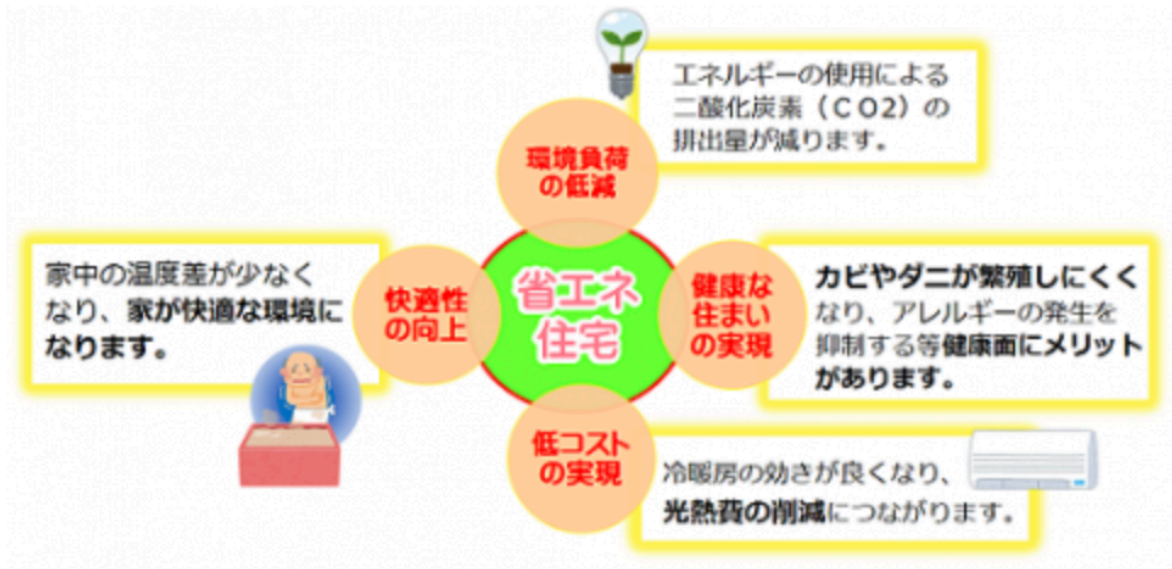 エネルギーの使用による
二酸化炭素（ＣＯ2）の
排出量が減ります。
環境負荷
の低減
家中の温度差が少なく
なり、家が快適な環境に
なります。
快適性
の向上
省エネ
住宅
健康な
住まい
の実現
カビやダニが繁殖しにくく
なり、アレルギーの発生を
抑制する等健康面にメリット
があります。
低コスト
の実現
冷暖房の効きが良くなり、
光熱費の削減につながります。